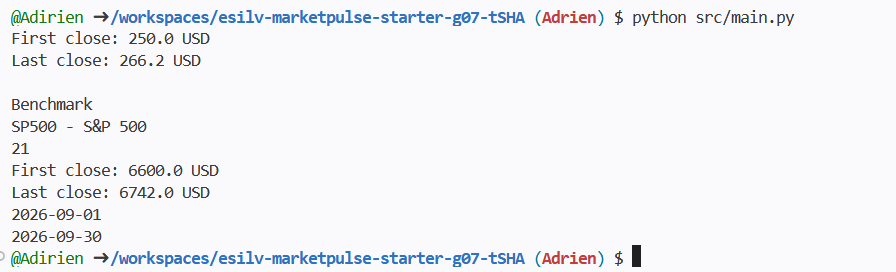 @Adirien ➜/workspaces/esilv-marketpulse-starter-g07-tSHA (Adrien) $ python src/main.py
First close: 250.0 USD
Last close: 266.2 USD
Benchmark
SP500 - S&P 500
21
First close: 6600.0 USD
Last close: 6742.0 USD
2026-09-01
2026-09-30
@Adirien ➜/workspaces/esilv-marketpulse-starter-g07-tSHA (Adrien) $